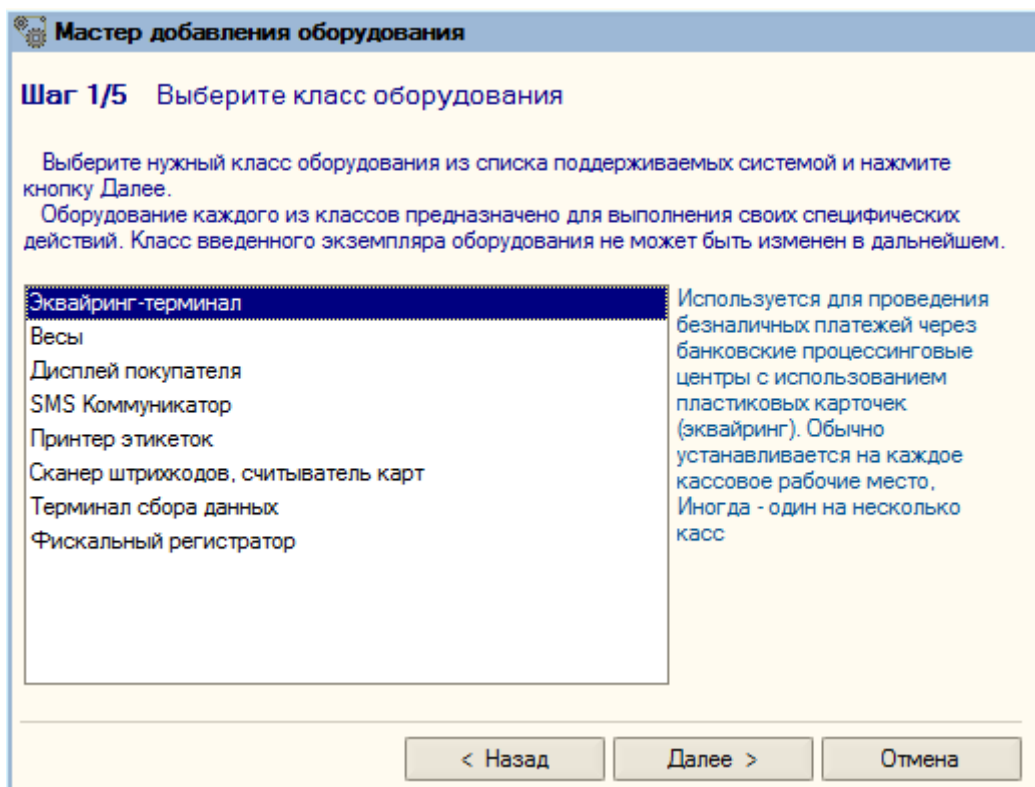 Мастер добавления оборудования
Шаг 1/5 Выберите класс оборудования
Выберите нужный класс оборудования из списка поддерживаемых системой и нажмите
кнопку Далее.
Оборудование каждого из классов предназначено для выполнения своих специфических
действий. Класс введенного экземпляра оборудования не может быть изменен в дальнейшем.
Эквайринг-терминал
Весы
Дисплей покупателя
SMS Коммуникатор
Принтер этикеток
Сканер штрихкодов, считыватель карт
Терминал сбора данных
Фискальный регистратор
Используется для проведения
безналичных платежей через
банковские процессинговые
центры с использованием
пластиковых карточек
(эквайринг). Обычно
устанавливается на каждое
кассовое рабочие место,
Иногда - один на несколько
касс
< Назад
Далее >
Отмена